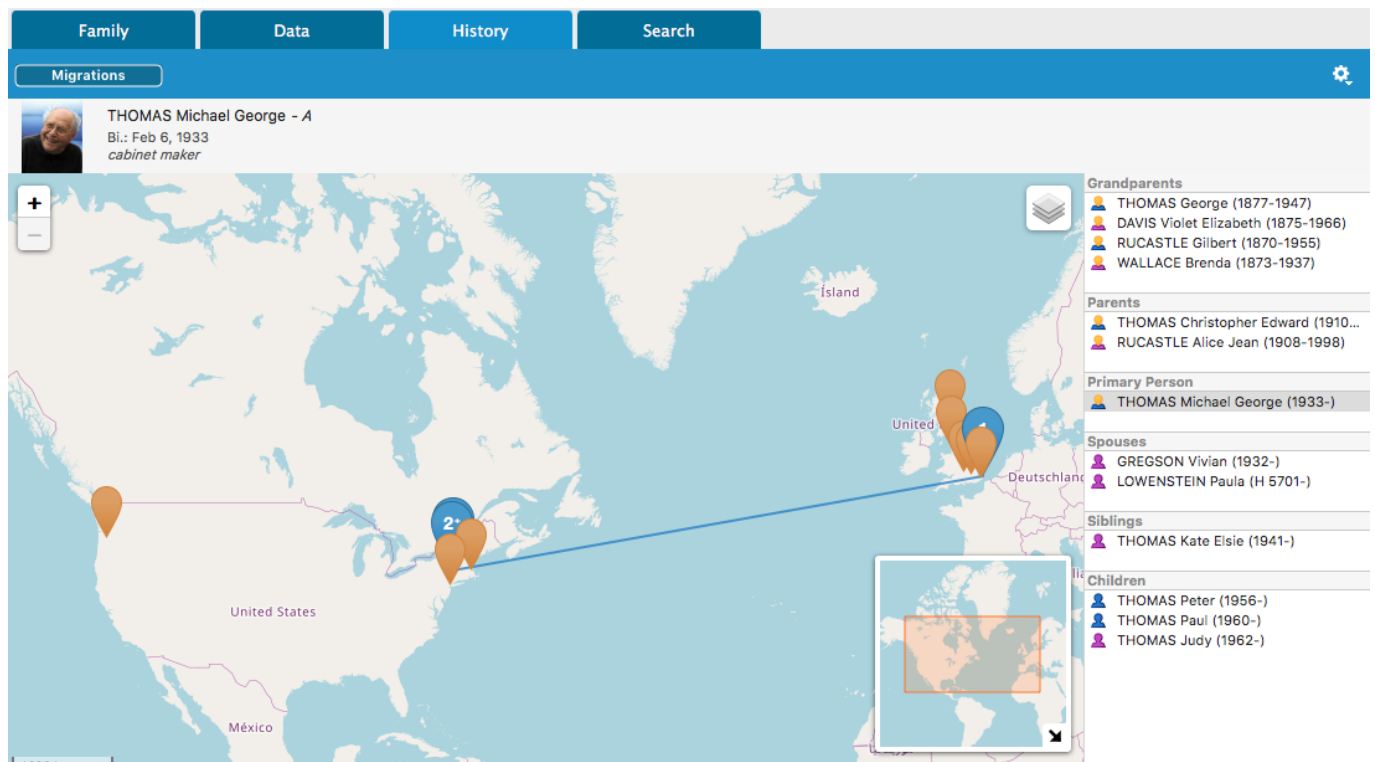 Family
Data
History
Search
Migrations
THOMAS Michael George - A
Bi.: Feb 6, 1933
cabinet maker
+
−
Ísland
United
Deutschland
2+
United States
México
Grandparents
THOMAS George (1877-1947)
DAVIS Violet Elizabeth (1875-1966)
RUCASTLE Gilbert (1870-1955)
WALLACE Brenda (1873-1937)
Parents
THOMAS Christopher Edward (1910...
RUCASTLE Alice Jean (1908-1998)
Primary Person
THOMAS Michael George (1933-)
Spouses
GREGSON Vivian (1932-)
LOWENSTEIN Paula (H 5701-)
Siblings
THOMAS Kate Elsie (1941-)
Children
THOMAS Peter (1956-)
THOMAS Paul (1960-)
THOMAS Judy (1962-)